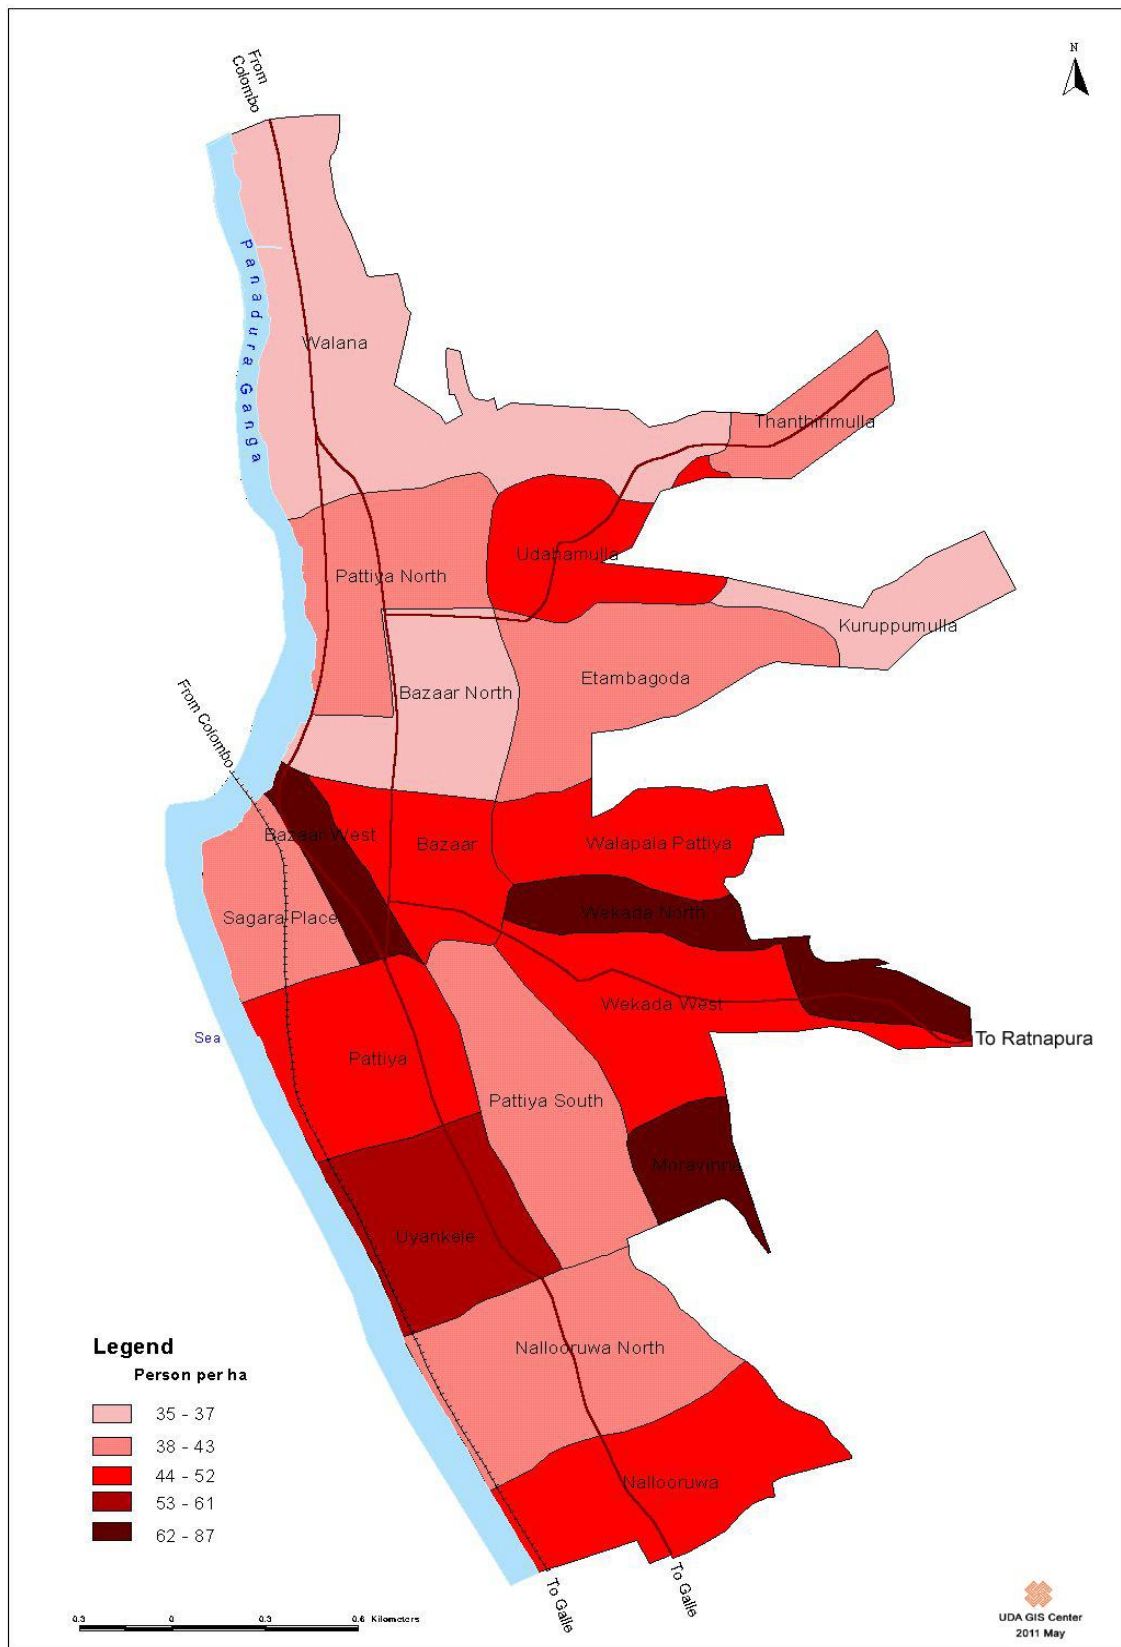 N
From
Colombo
Panadura Ganga
Walana
Thanthirimulla
Udahamulla
Pattiya North
Kuruppumulla
Etambagoda
Bazaar North
From Colombo
Bazaar West
Bazaar
Walapala Pattiya
Wekada North
Sagara Place
Wekada West
Sea
To Ratnapura
Pattiya
Pattiya South
Moravinna
Uyankele
Legend
Person per ha
35 - 37
38 - 43
44 - 52
53 - 61
62 - 87
Nallooruwa North
Nallooruwa
To Galle
To Galle
0.3 0 0.3 0.6 Kilometers
UDA GIS Center
2011 May